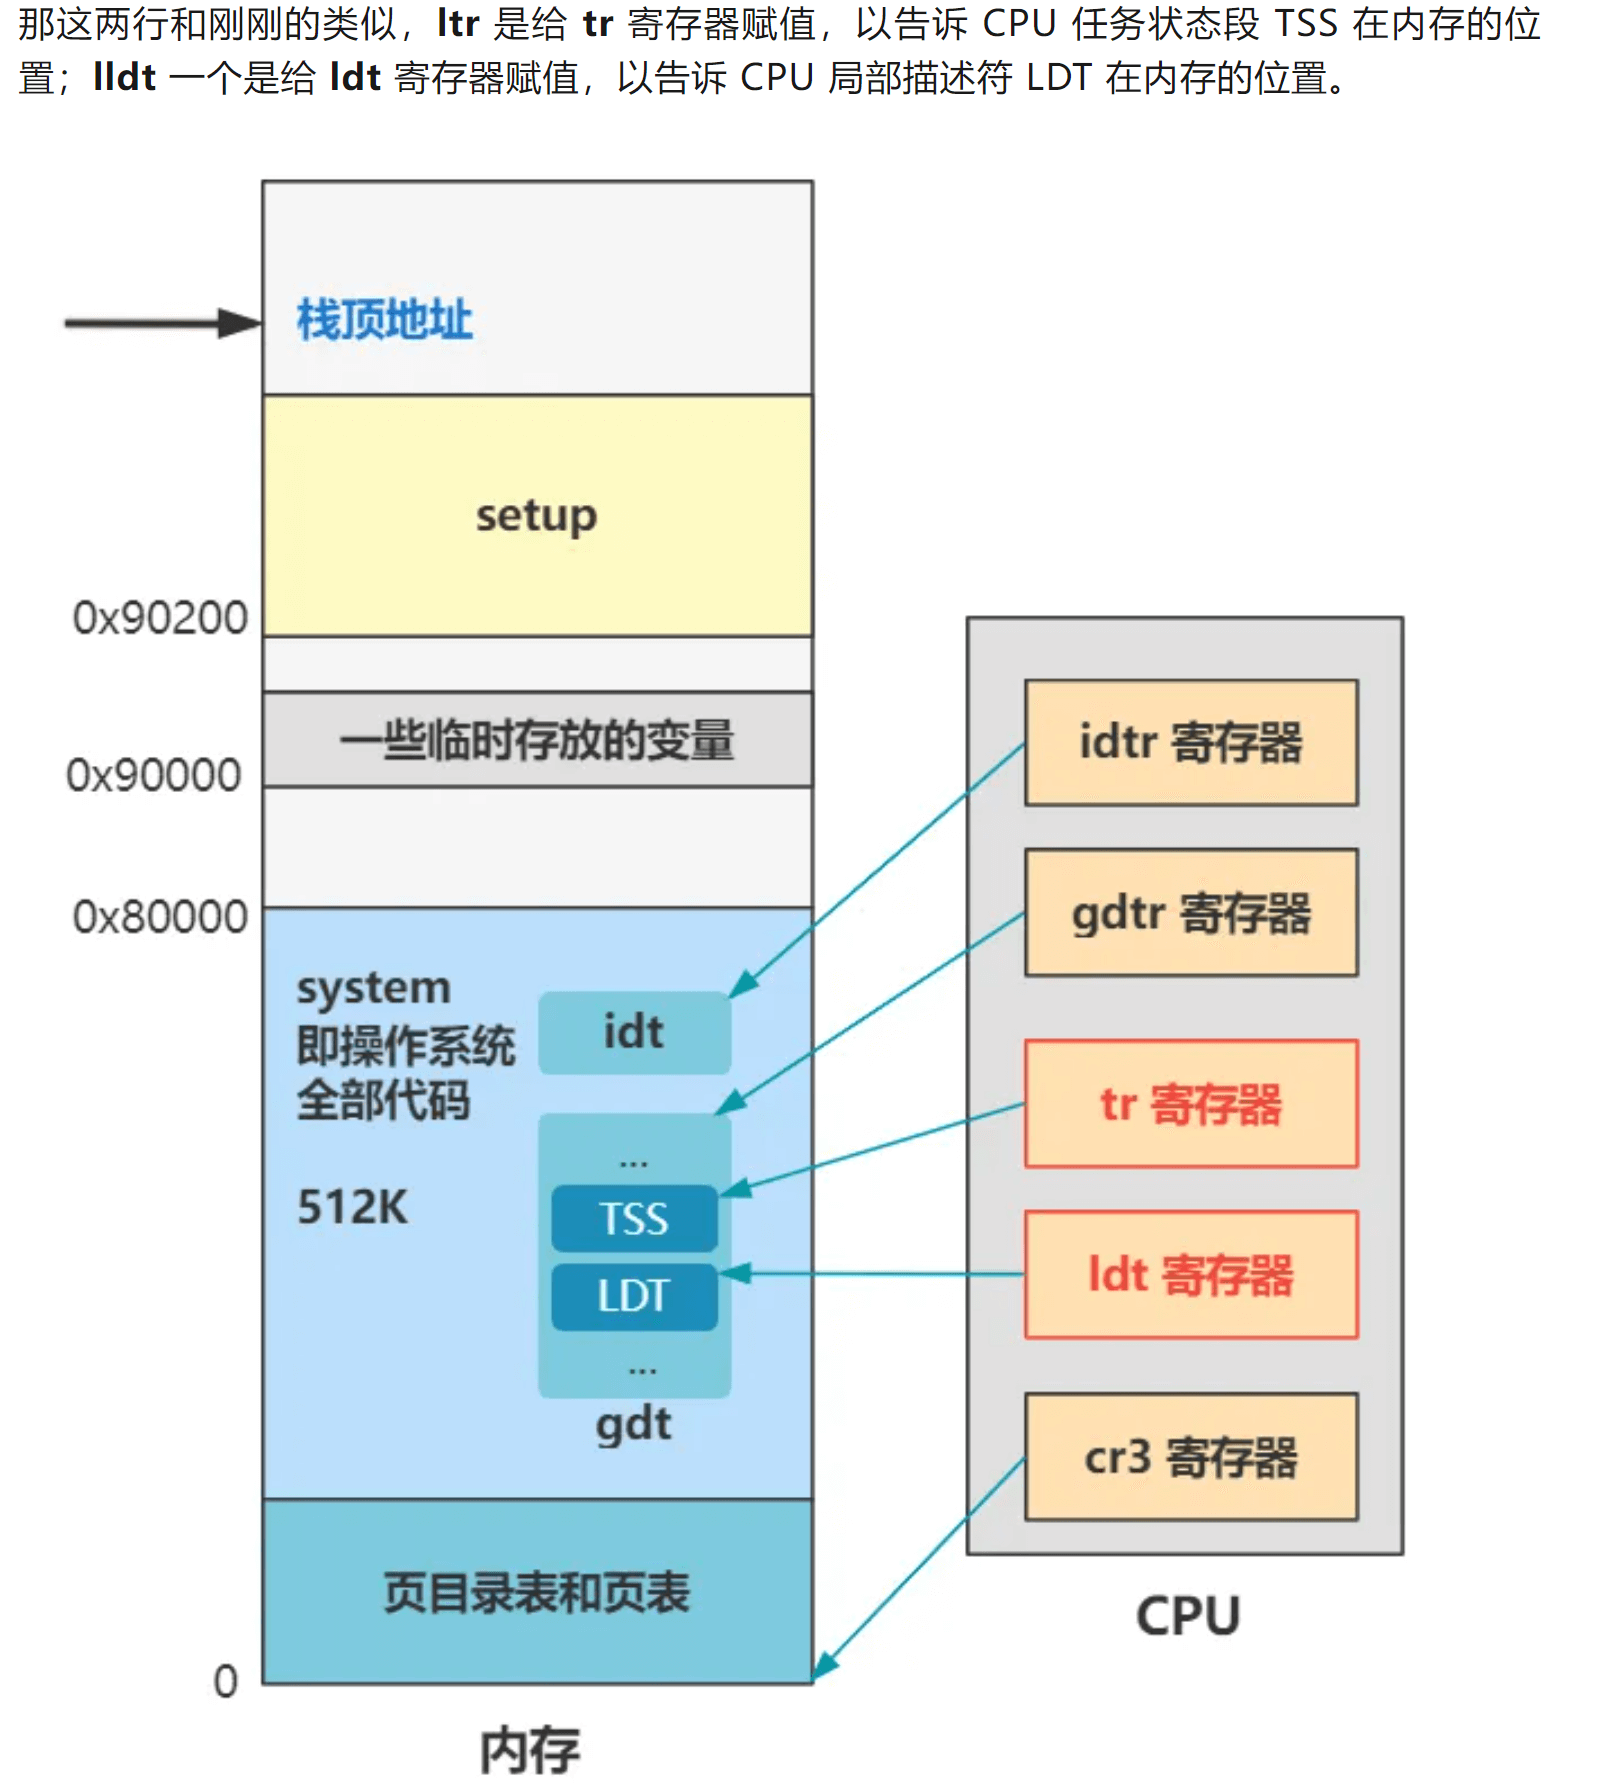 那这两行和刚刚的类似，ltr 是给 tr 寄存器赋值，以告诉 CPU 任务状态段 TSS 在内存的位
置；lldt 一个是给 ldt 寄存器赋值，以告诉 CPU 局部描述符 LDT 在内存的位置。
栈顶地址
setup
0x90200
一些临时存放的变量
0x90000
0x80000
system
即操作系统
全部代码
512K
idt
...
TSS
LDT
...
gdt
页目录表和页表
0
内存
idtr 寄存器
gdtr 寄存器
tr 寄存器
ldt 寄存器
cr3 寄存器
CPU